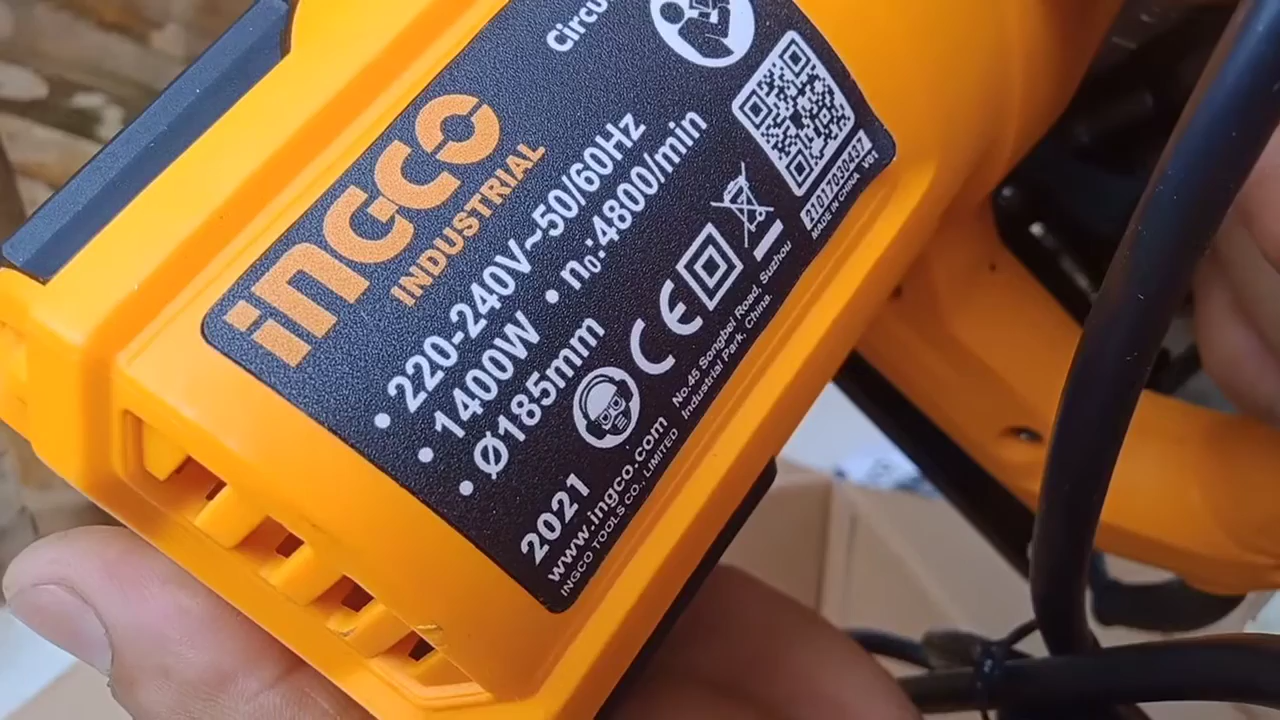 Circu
INGCO
INDUSTRIAL
• 220-240V~50/60Hz
• 1400W • n₀:4800/min
• Ø185mm
CE
2021
www.ingco.com
INGCO TOOLS CO., LIMITED
No.45 Songbei Road, Suzhou
Industrial Park, China.
21017030437
V01
MADE IN CHINA